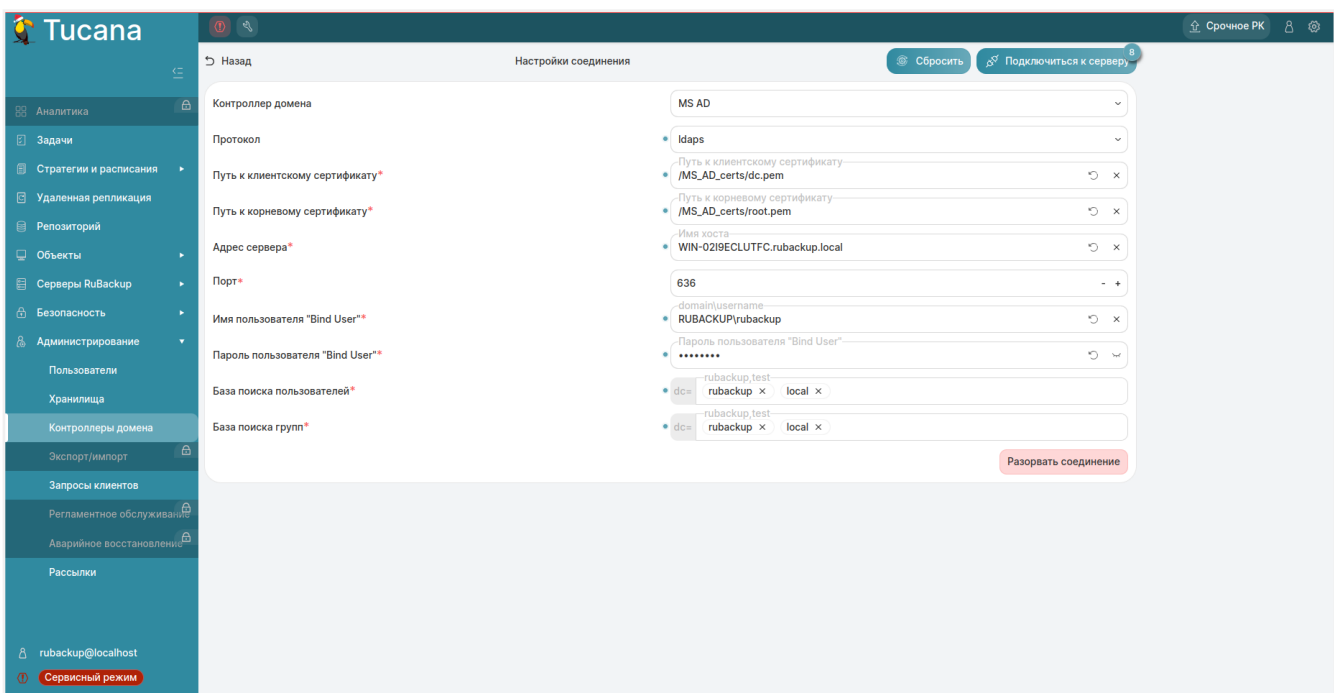 Tucana
Срочное РК
Назад
Настройки соединения
Сбросить
Подключиться к серверу
8
Аналитика
Задачи
Стратегии и расписания
Удаленная репликация
Репозиторий
Объекты
Серверы RuBackup
Безопасность
Администрирование
Пользователи
Хранилища
Контроллеры домена
Экспорт/импорт
Запросы клиентов
Регламентное обслуживание
Аварийное восстановление
Рассылки
rubackup@localhost
Сервисный режим
Контроллер домена
MS AD
Протокол
ldaps
Путь к клиентскому сертификату*
Путь к клиентскому сертификату
/MS_AD_certs/dc.pem
Путь к корневому сертификату*
Путь к корневому сертификату
/MS_AD_certs/root.pem
Адрес сервера*
Имя хоста
WIN-02I9ECLUTFC.rubackup.local
Порт*
636
- +
Имя пользователя "Bind User"*
domain\username
RUBACKUP\rubackup
Пароль пользователя "Bind User"*
Пароль пользователя "Bind User"
••••••••
База поиска пользователей*
rubackup,test
dc= rubackup × local ×
База поиска групп*
rubackup,test
dc= rubackup × local ×
Разорвать соединение